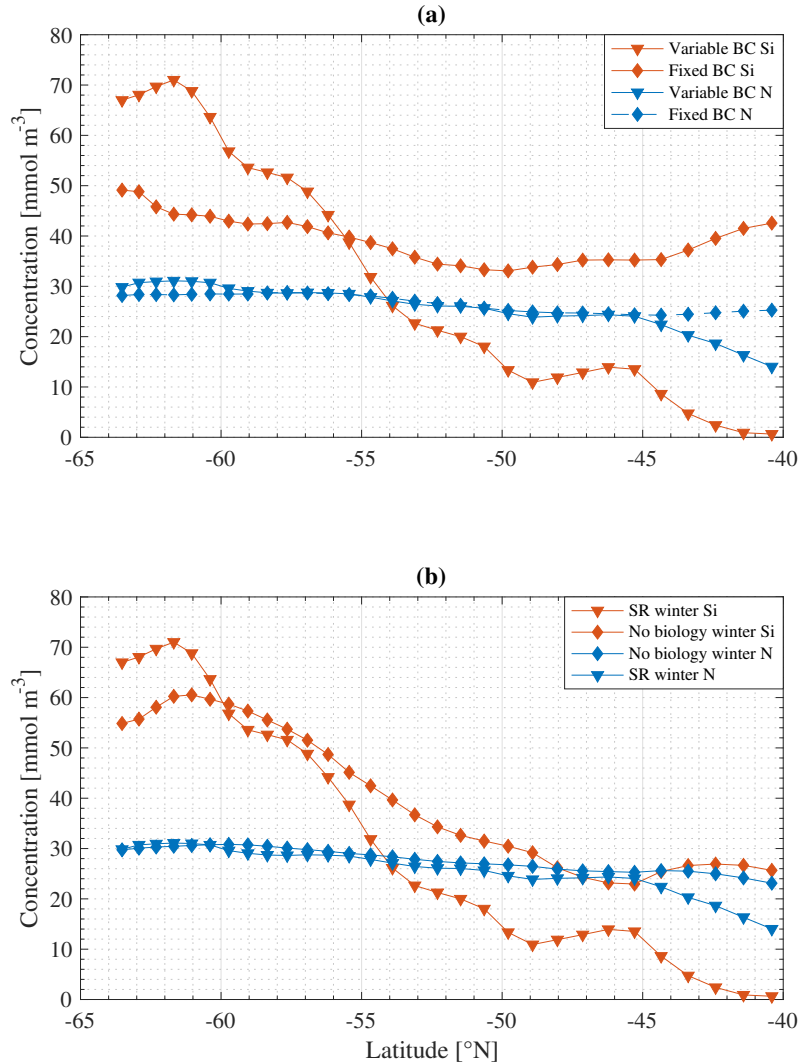 (a)
Variable BC Si
Fixed BC Si
Variable BC N
Fixed BC N
80
70
60
50
40
30
20
10
0
Concentration [mmol m⁻³]
-65 -60 -55 -50 -45 -40
(b)
SR winter Si
No biology winter Si
No biology winter N
SR winter N
80
70
60
50
40
30
20
10
0
Concentration [mmol m⁻³]
-65 -60 -55 -50 -45 -40
Latitude [°N]